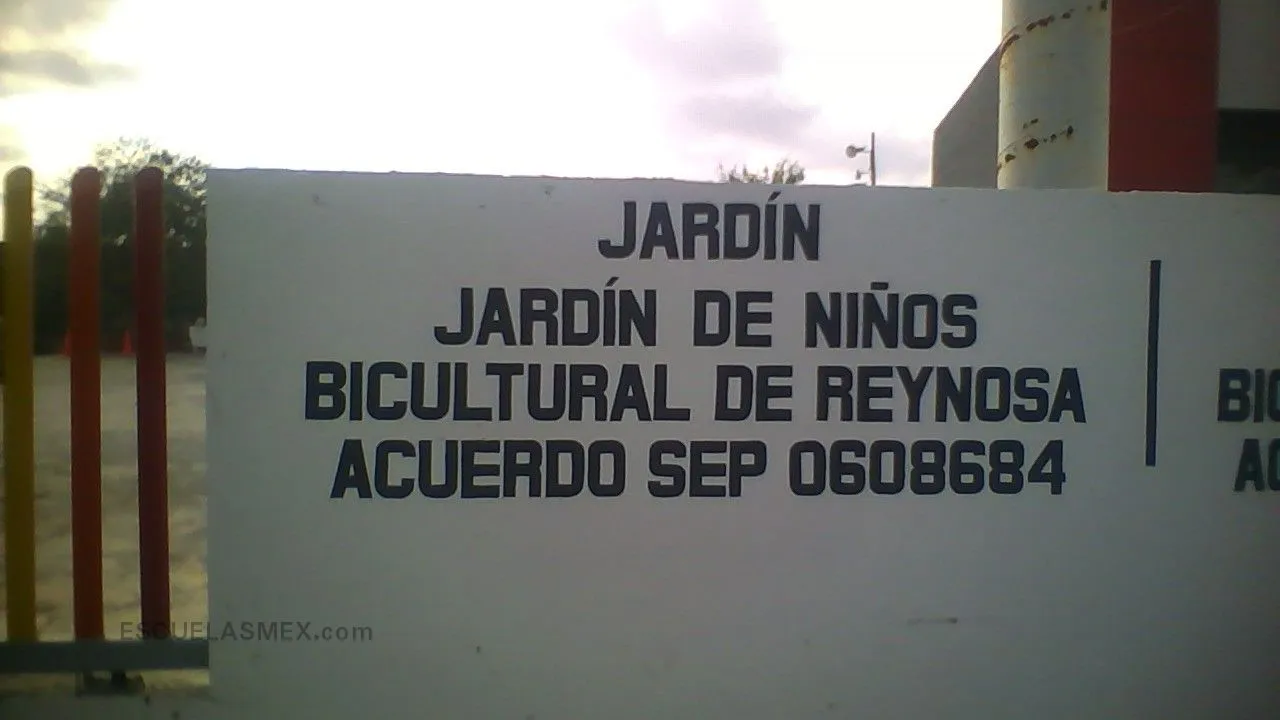 JARDÍN
JARDÍN DE NIÑOS
BICULTURAL DE REYNOSA
ACUERDO SEP 0608684
ESCUELASMEX.com